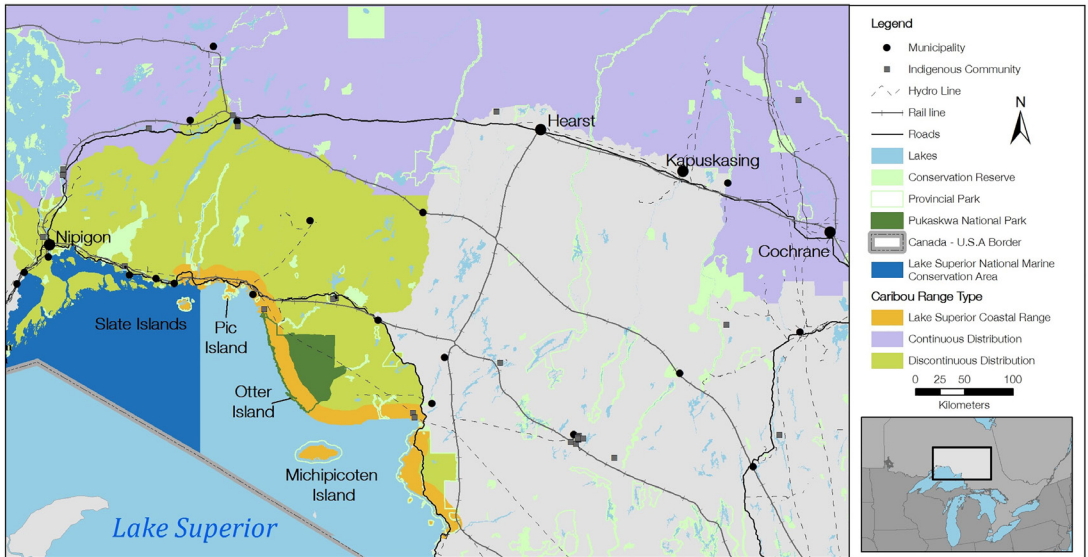 Hearst
Kapuskasing
Cochrane
Nipigon
Slate Islands
Pic
Island
Otter
Island
Michipicoten
Island
Lake Superior
Legend
Municipality
Indigenous Community
Hydro Line
Rail line
Roads
Lakes
Conservation Reserve
Provincial Park
Pukaskwa National Park
Canada - U.S.A Border
Lake Superior National Marine
Conservation Area
Caribou Range Type
Lake Superior Coastal Range
Continuous Distribution
Discontinuous Distribution
0 25 50 100
Kilometers
N